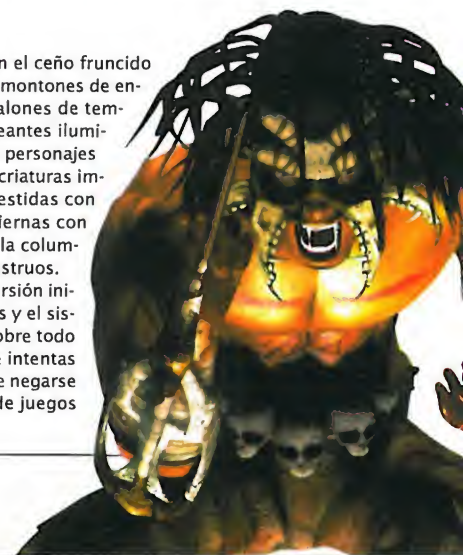 n el ceño fruncido
montones de en-
alones de tem-
eantes ilumi-
personajes
criaturas im-
estidas con
fernas con
la colum-
struos.
rsión ini-
s y el sis-
obre todo
e intentas
e negarse
de juegos